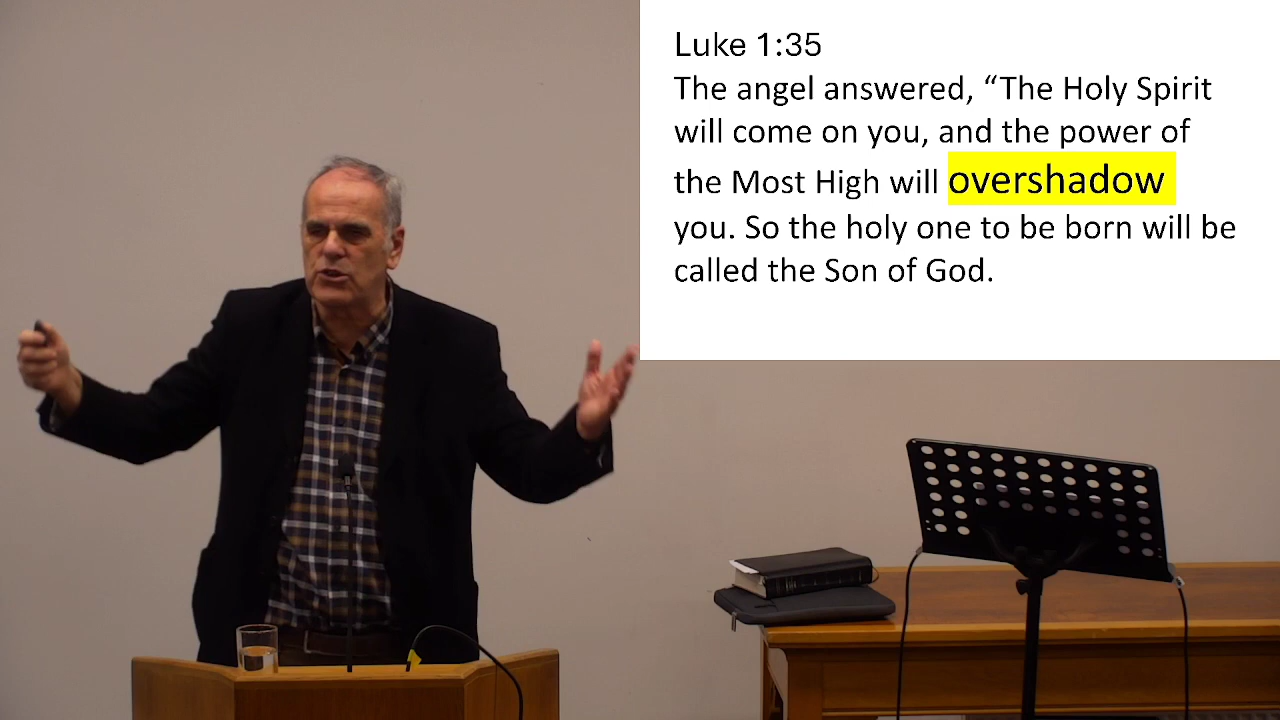 Luke 1:35
The angel answered, “The Holy Spirit
will come on you, and the power of
the Most High will overshadow
you. So the holy one to be born will be
called the Son of God.